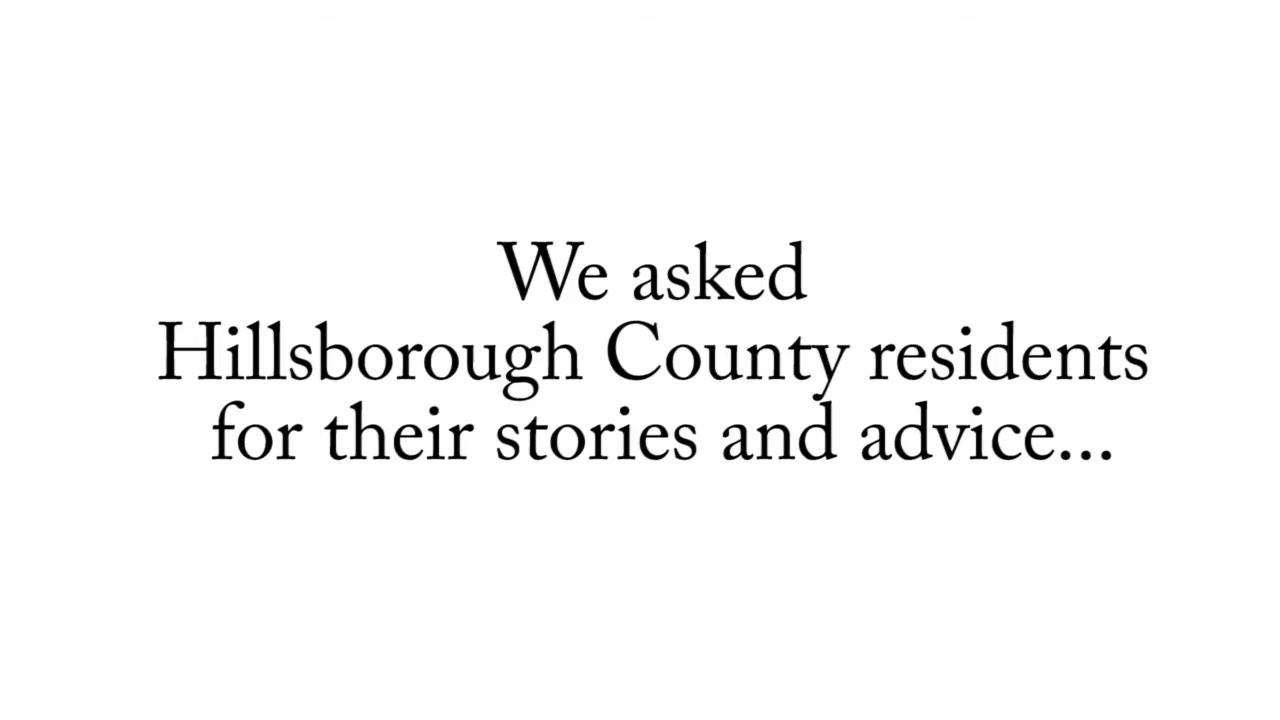 We asked
Hillsborough County residents
for their stories and advice...